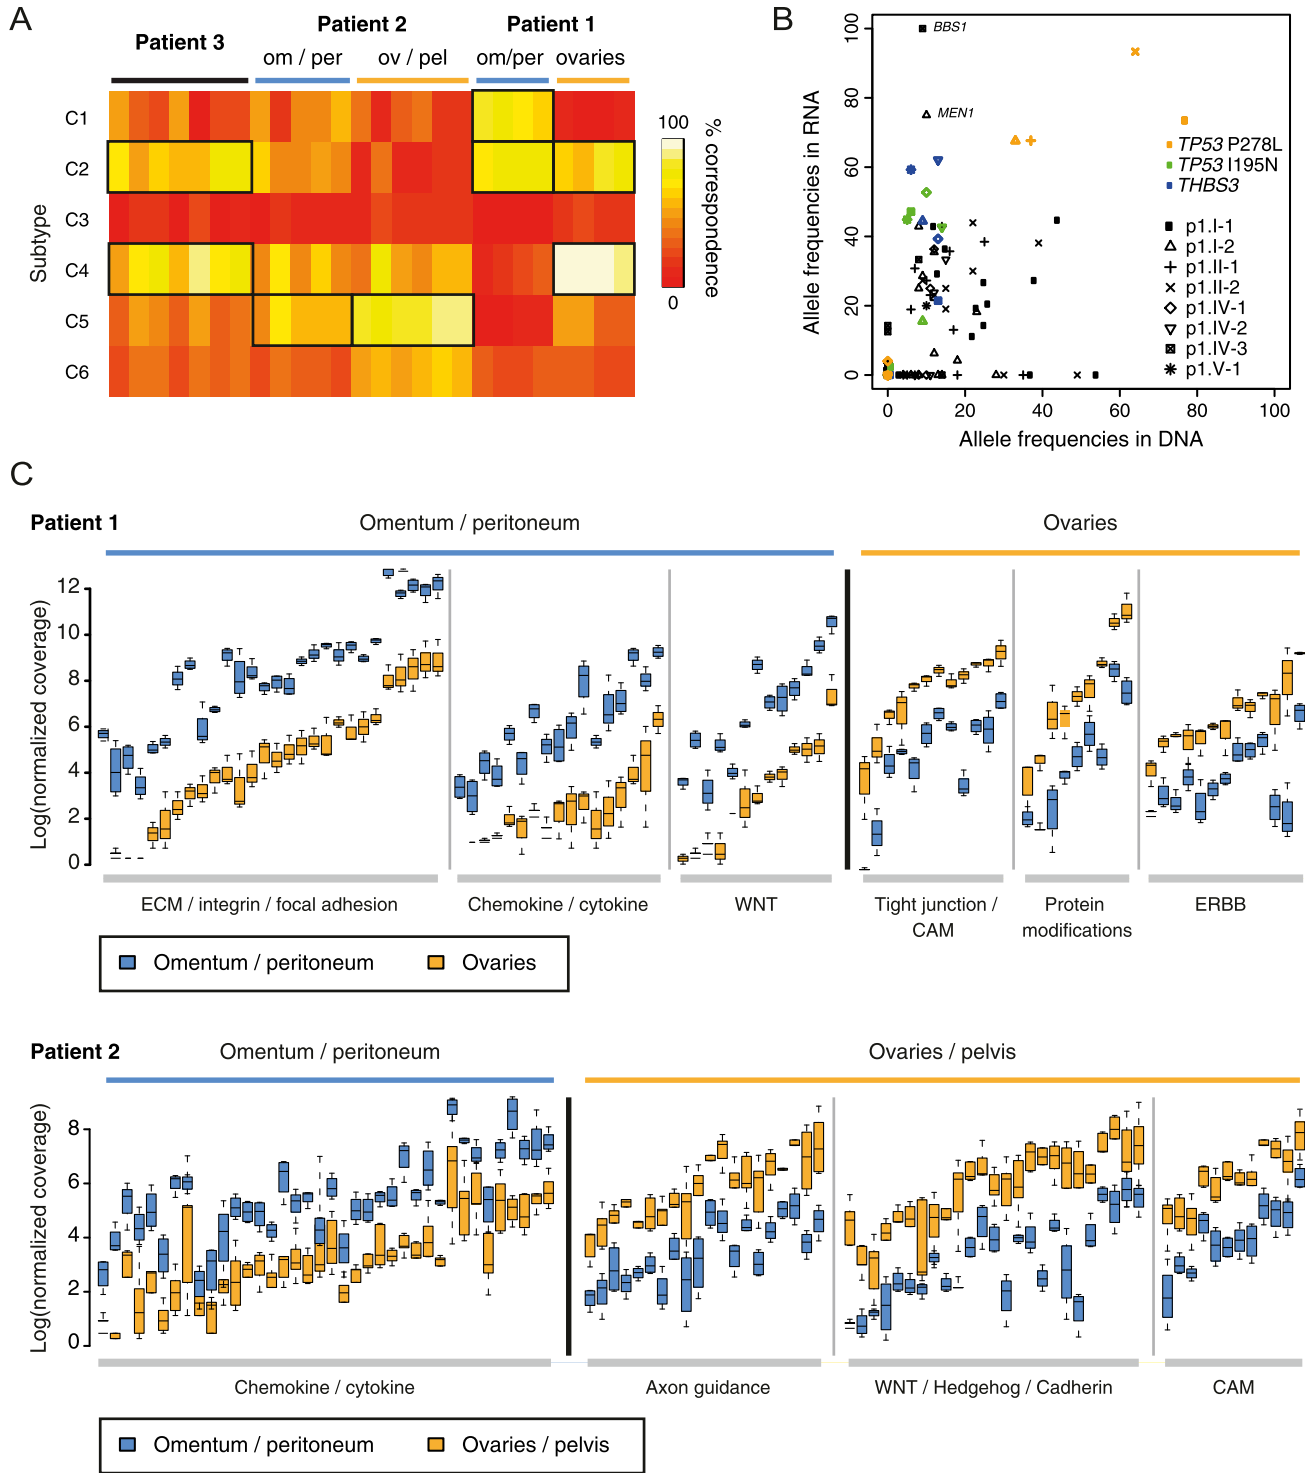 A
Patient 3
Patient 2
Patient 1
om / per
ov / pel
om/per
ovaries
Subtype
C1
C2
C3
C4
C5
C6
100
0
% correspondence
B
Allele frequencies in RNA
100
80
60
40
20
0
BBS1
MEN1
TP53 P278L
TP53 I195N
THBS3
p1.I-1
p1.I-2
p1.II-1
p1.II-2
p1.IV-1
p1.IV-2
p1.IV-3
p1.V-1
0 20 40 60 80 100
Allele frequencies in DNA
C
Patient 1
Omentum / peritoneum
Ovaries
Log(normalized coverage)
12
10
8
6
4
2
0
ECM / integrin / focal adhesion
Chemokine / cytokine
WNT
Tight junction /
CAM
Protein
modifications
ERBB
Omentum / peritoneum
Ovaries
Patient 2
Omentum / peritoneum
Ovaries / pelvis
Log(normalized coverage)
8
6
4
2
0
Chemokine / cytokine
Axon guidance
WNT / Hedgehog / Cadherin
CAM
Omentum / peritoneum
Ovaries / pelvis